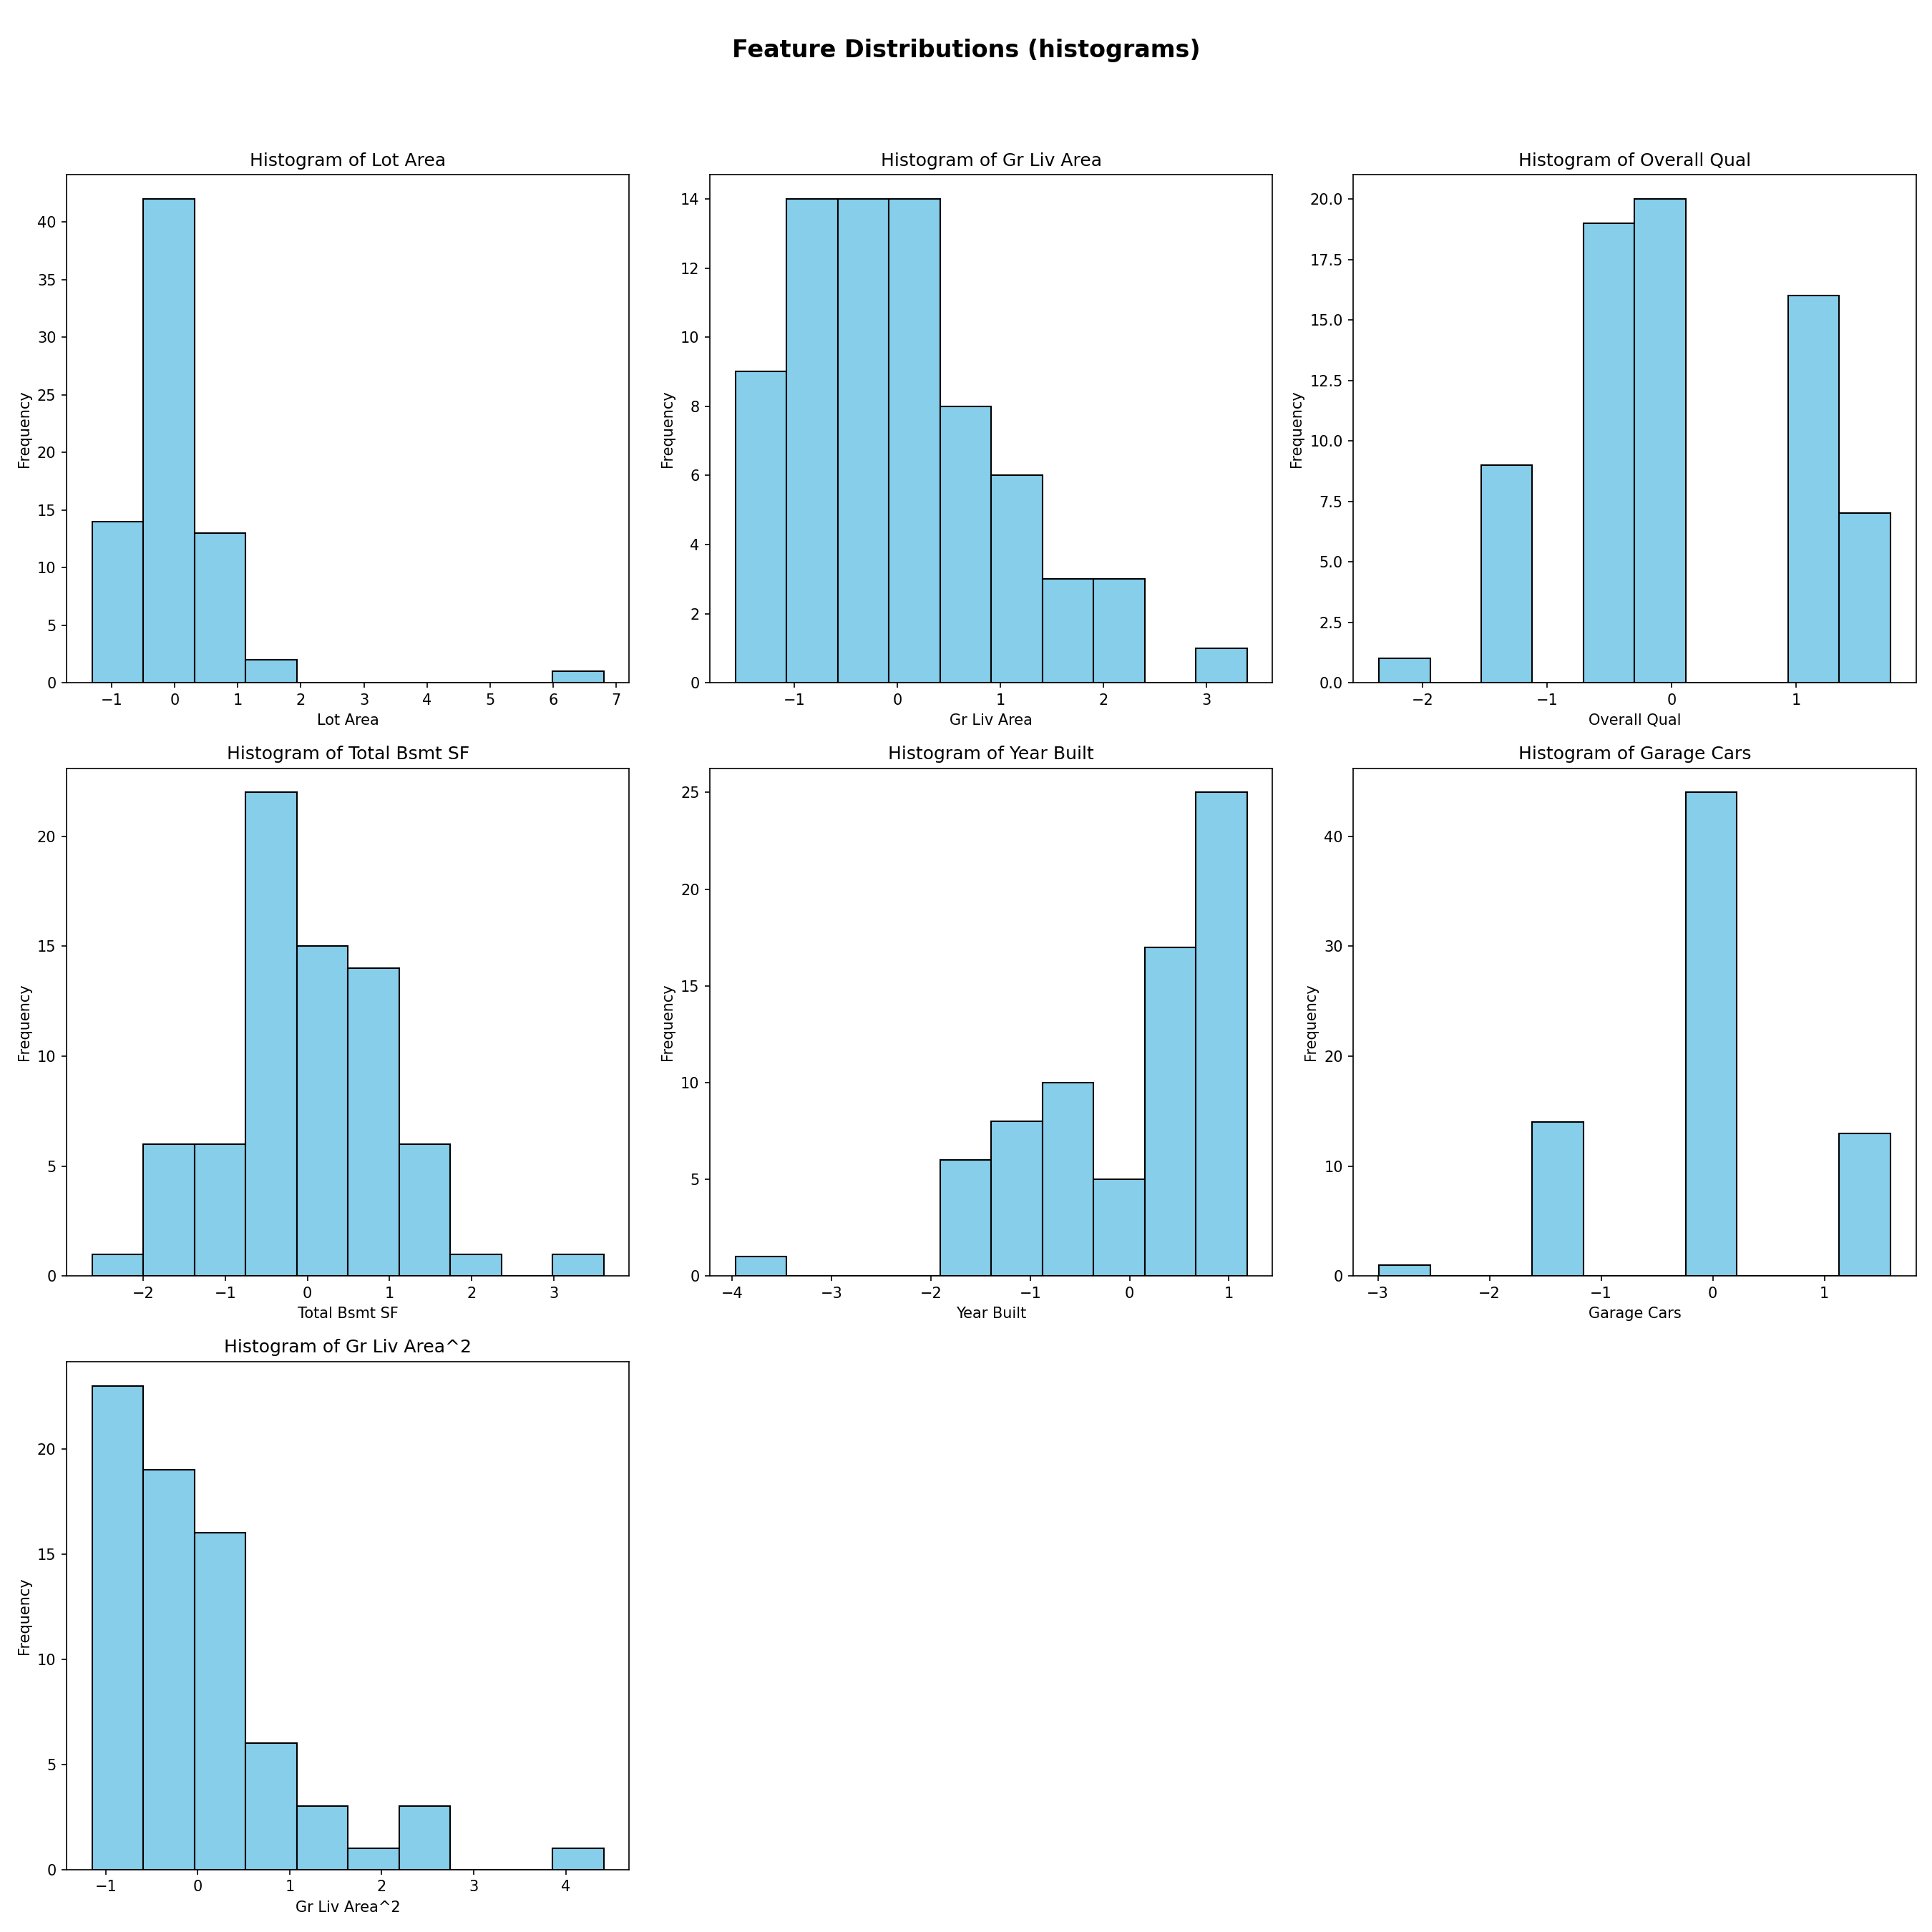 Feature Distributions (histograms)
Histogram of Lot Area
Frequency
40
35
30
25
20
15
10
5
0
−1 0 1 2 3 4 5 6 7
Lot Area
Histogram of Gr Liv Area
Frequency
14
12
10
8
6
4
2
0
−1 0 1 2 3
Gr Liv Area
Histogram of Overall Qual
Frequency
20.0
17.5
15.0
12.5
10.0
7.5
5.0
2.5
0.0
−2 −1 0 1
Overall Qual
Histogram of Total Bsmt SF
Frequency
20
15
10
5
0
−2 −1 0 1 2 3
Total Bsmt SF
Histogram of Year Built
Frequency
25
20
15
10
5
0
−4 −3 −2 −1 0 1
Year Built
Histogram of Garage Cars
Frequency
40
30
20
10
0
−3 −2 −1 0 1
Garage Cars
Histogram of Gr Liv Area^2
Frequency
20
15
10
5
0
−1 0 1 2 3 4
Gr Liv Area^2